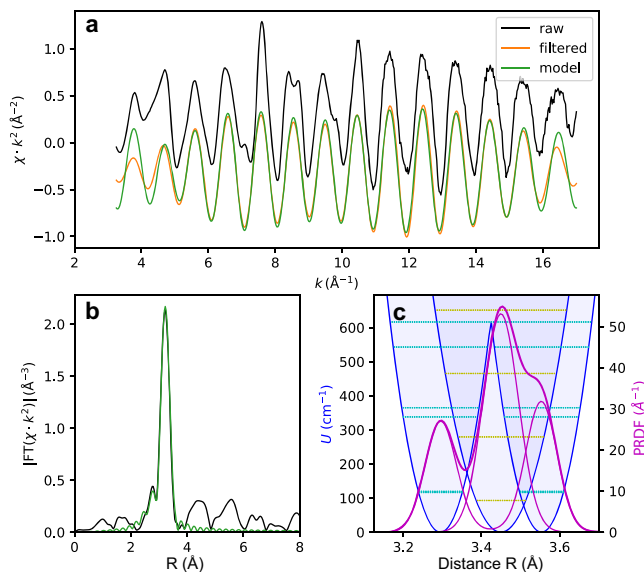 a
raw
filtered
model
1.0
0.5
0.0
−0.5
−1.0
χ · k² (Å⁻²)
2 4 6 8 10 12 14 16
k (Å⁻¹)
b
2.0
1.5
1.0
0.5
0.0
|FT(χ · k²)| (Å⁻³)
0 2 4 6 8
R (Å)
c
600
500
400
300
200
100
0
U (cm⁻¹)
50
40
30
20
10
0
PRDF (Å⁻¹)
3.2 3.4 3.6
Distance R (Å)